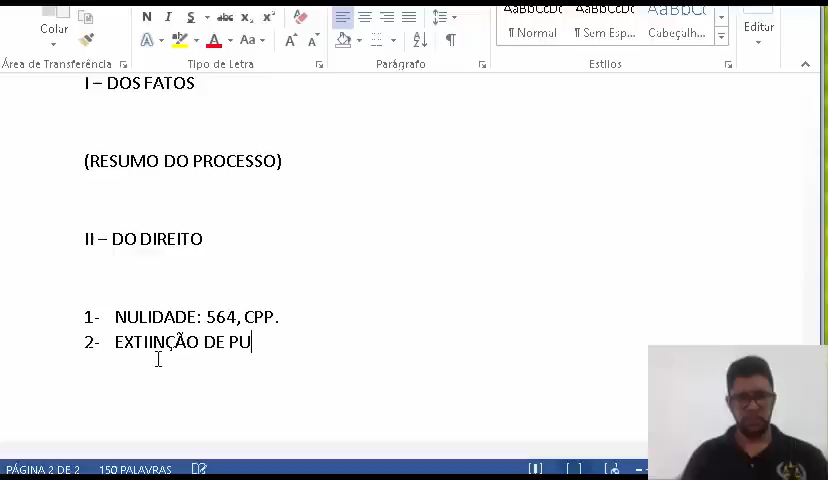 N I S abc X₂ X²
Colar
A ab A Aa A A
Área de Transferência
Tipo de Letra
Parágrafo
AaBbCcDc AaBbCcDc AaBbCc
¶ Normal ¶ Sem Esp... Cabeçalh...
Estilos
Editar
I – DOS FATOS
(RESUMO DO PROCESSO)
II – DO DIREITO
1- NULIDADE: 564, CPP.
2- EXTIINÇÃO DE PU
PÁGINA 2 DE 2 150 PALAVRAS